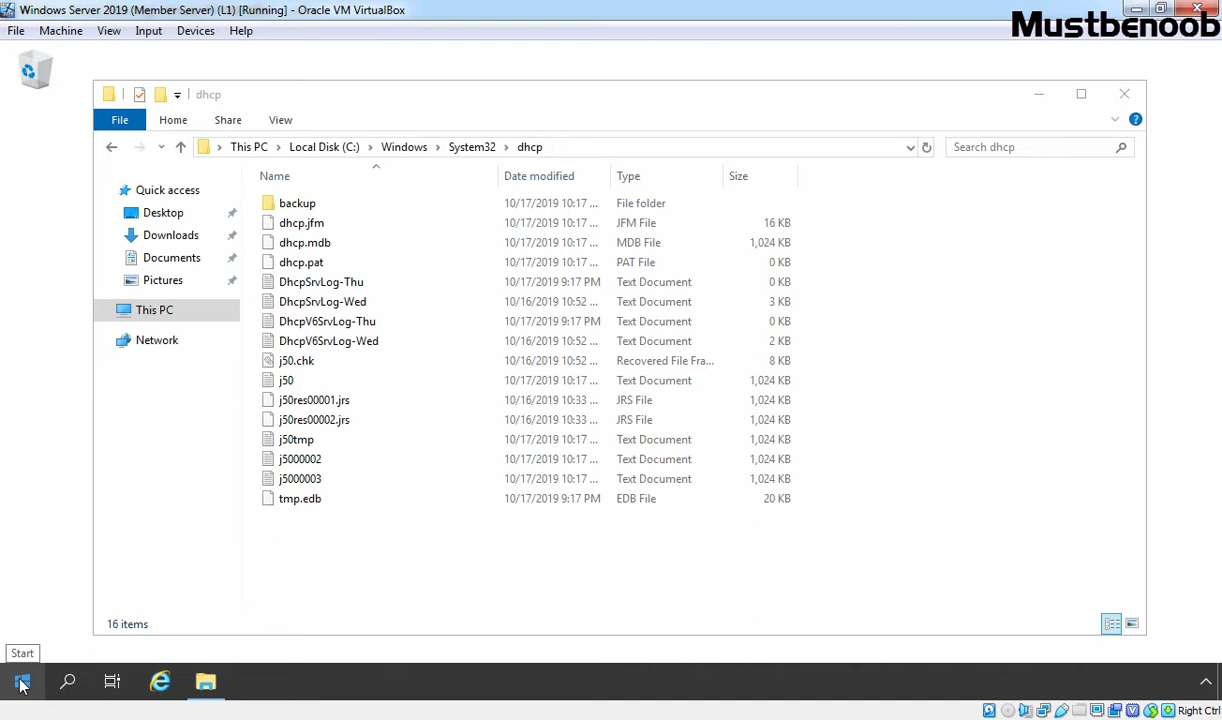 Windows Server 2019 (Member Server) (L1) [Running] - Oracle VM VirtualBox
Mustbenoob
File Machine View Input Devices Help
dhcp
File Home Share View
This PC Local Disk (C:) Windows System32 dhcp Search dhcp
Name Date modified Type Size
Quick access
Desktop
Downloads
Documents
Pictures
This PC
Network
backup 10/17/2019 10:17 ... File folder
dhcp.jfm 10/17/2019 10:17 ... JFM File 16 KB
dhcp.mdb 10/17/2019 10:17 ... MDB File 1,024 KB
dhcp.pat 10/17/2019 10:17 ... PAT File 0 KB
DhcpSrvLog-Thu 10/17/2019 9:17 PM Text Document 0 KB
DhcpSrvLog-Wed 10/16/2019 10:52 ... Text Document 3 KB
DhcpV6SrvLog-Thu 10/17/2019 9:17 PM Text Document 0 KB
DhcpV6SrvLog-Wed 10/16/2019 10:52 ... Text Document 2 KB
j50.chk 10/16/2019 10:52 ... Recovered File Fra... 8 KB
j50 10/17/2019 10:17 ... Text Document 1,024 KB
j50res00001.jrs 10/16/2019 10:33 ... JRS File 1,024 KB
j50res00002.jrs 10/16/2019 10:33 ... JRS File 1,024 KB
j50tmp 10/17/2019 10:17 ... Text Document 1,024 KB
j5000002 10/17/2019 10:17 ... Text Document 1,024 KB
j5000003 10/17/2019 10:17 ... Text Document 1,024 KB
tmp.edb 10/17/2019 9:17 PM EDB File 20 KB
16 items
Start
Right Ctrl